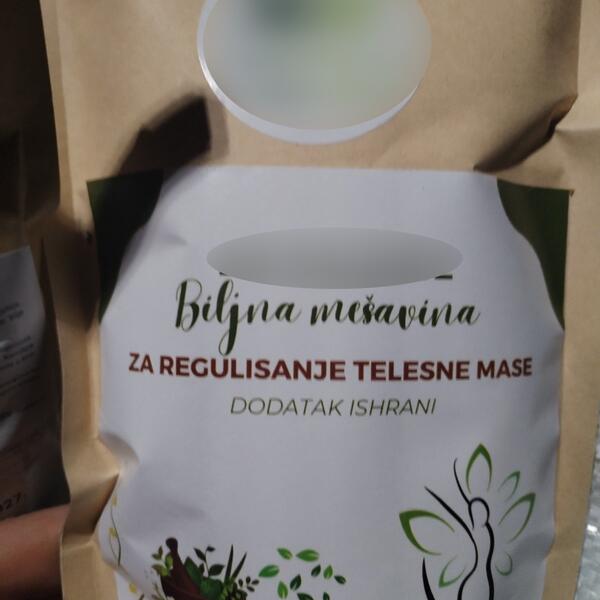 Biljna mešavina
ZA REGULISANJE TELESNE MASE
DODATAK ISHRANI